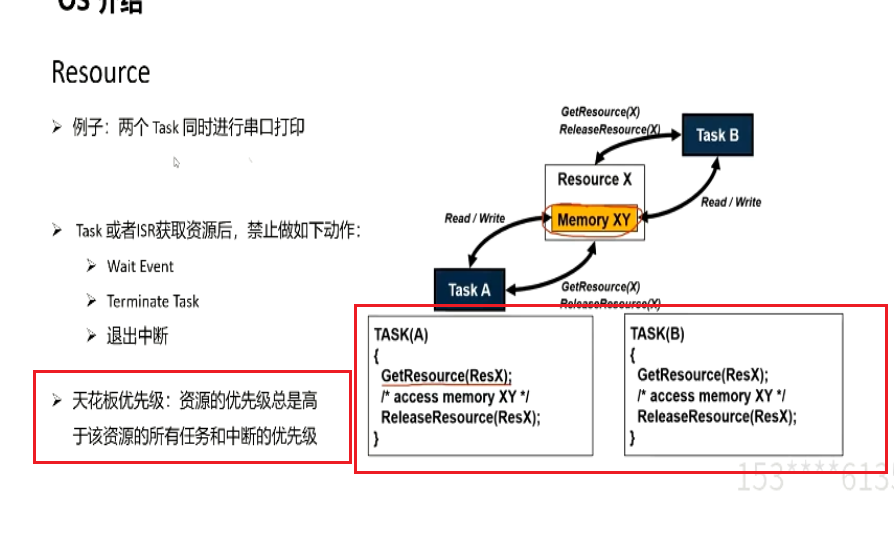 OS 介绍
Resource
➢ 例子：两个 Task 同时进行串口打印
➢ Task 或者ISR获取资源后，禁止做如下动作：
➢ Wait Event
➢ Terminate Task
➢ 退出中断
➢ 天花板优先级：资源的优先级总是高
于该资源的所有任务和中断的优先级
GetResource(X)
ReleaseResource(X)
Task B
Resource X
Memory XY
Read / Write
Read / Write
Task A
GetResource(X)
ReleaseResource(X)
TASK(A)
{
GetResource(ResX);
/* access memory XY */
ReleaseResource(ResX);
}
TASK(B)
{
GetResource(ResX);
/* access memory XY */
ReleaseResource(ResX);
}
153****6135